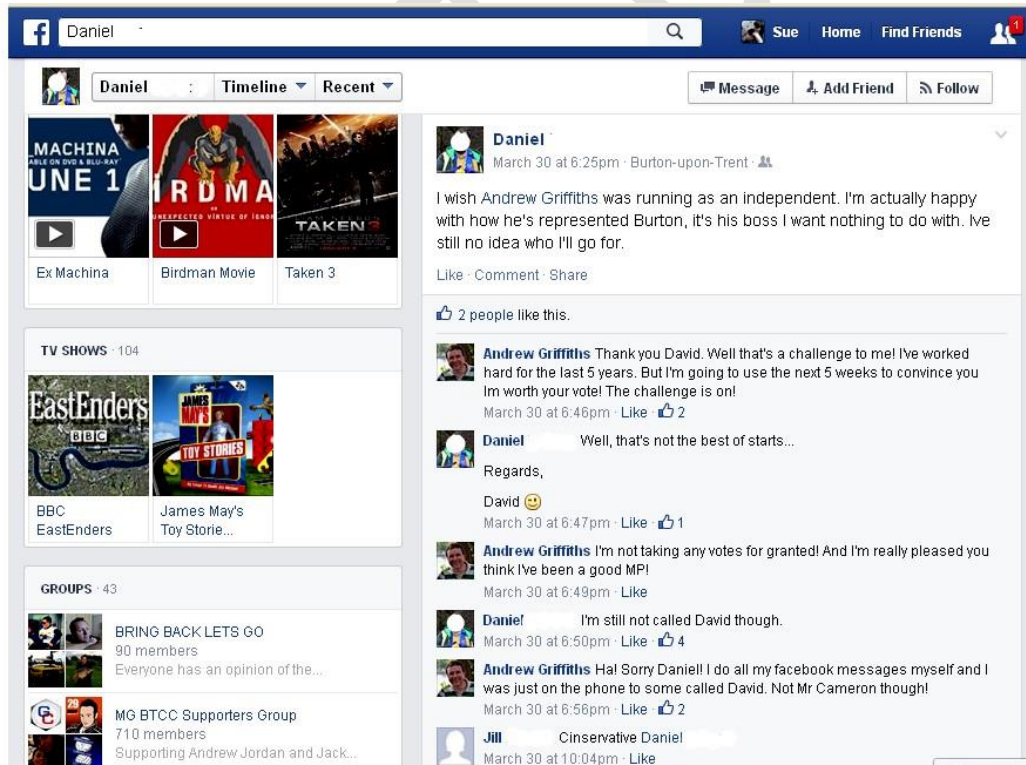 f Daniel Sue Home Find Friends 1
Daniel : Timeline Recent Message Add Friend Follow
MACHINA
ABLE ON DVD & BLU-RAY
UNE 1
IRDMA
UNEXPECTED VIRTUE OF IGNOR
TAKEN 3
Ex Machina
Birdman Movie
Taken 3
TV SHOWS · 104
EastEnders
BBC
JAMES
MAY'S
TOY STORIES
BBC
EastEnders
James May's
Toy Storie...
GROUPS · 43
BRING BACK LETS GO
90 members
Everyone has an opinion of the...
29
MG BTCC Supporters Group
710 members
Supporting Andrew Jordan and Jack...
Daniel
March 30 at 6:25pm · Burton-upon-Trent ·
I wish Andrew Griffiths was running as an independent. I'm actually happy
with how he's represented Burton, it's his boss I want nothing to do with. Ive
still no idea who I'll go for.
Like · Comment · Share
2 people like this.
Andrew Griffiths Thank you David. Well that's a challenge to me! I've worked
hard for the last 5 years. But I'm going to use the next 5 weeks to convince you
Im worth your vote! The challenge is on!
March 30 at 6:46pm · Like · 2
Daniel Well, that's not the best of starts...
Regards,
David
March 30 at 6:47pm · Like · 1
Andrew Griffiths I'm not taking any votes for granted! And I'm really pleased you
think I've been a good MP!
March 30 at 6:49pm · Like
Daniel I'm still not called David though.
March 30 at 6:50pm · Like · 4
Andrew Griffiths Ha! Sorry Daniel! I do all my facebook messages myself and I
was just on the phone to some called David. Not Mr Cameron though!
March 30 at 6:56pm · Like · 2
Jill Cinservative Daniel
March 30 at 10:04pm · Like